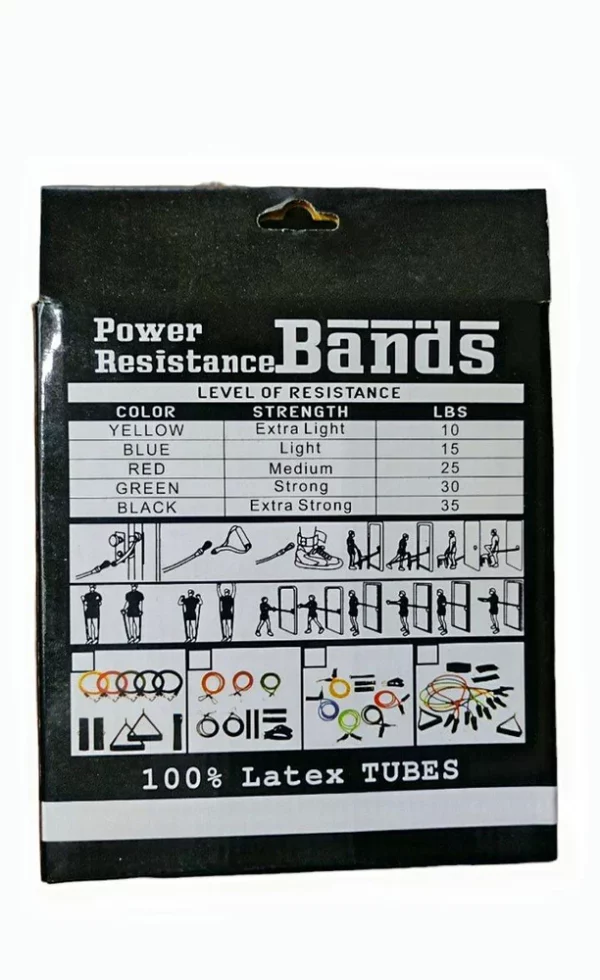 Power
Resistance Bands
LEVEL OF RESISTANCE
COLOR STRENGTH LBS
YELLOW Extra Light 10
BLUE Light 15
RED Medium 25
GREEN Strong 30
BLACK Extra Strong 35
100% Latex TUBES